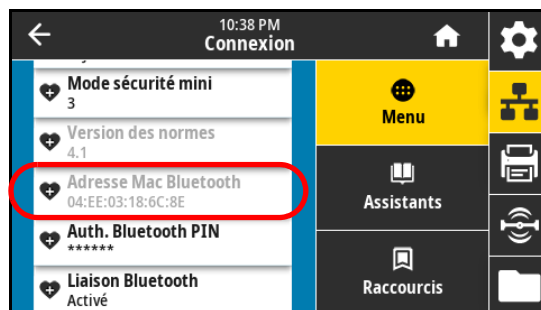 10:38 PM
Connexion
Mode sécurité mini
3
Version des normes
4.1
Adresse Mac Bluetooth
04:EE:03:18:6C:8E
Auth. Bluetooth PIN
******
Liaison Bluetooth
Activé
Menu
Assistants
Raccourcis